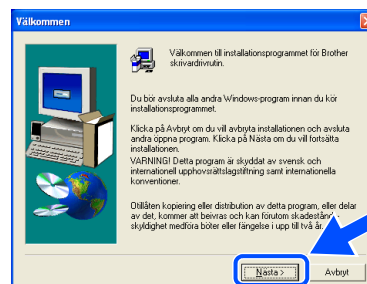 Välkommen
Välkommen till installationsprogrammet för Brother
skrivardrivrutin.
Du bör avsluta alla andra Windows-program innan du kör
installationsprogrammet.
Klicka på Avbryt om du vill avbryta installationen och avsluta
andra öppna program. Klicka på Nästa om du vill fortsätta
installationen.
VARNING! Detta program är skyddat av svensk och
internationell upphovsrättslagstiftning samt internationella
konventioner.
Otillåten kopiering eller distribution av detta program, eller delar
av det, kommer att beivras och kan förutom skadestånds-
skyldighet medföra böter eller fängelse i upp till två år.
Nästa >
Avbryt